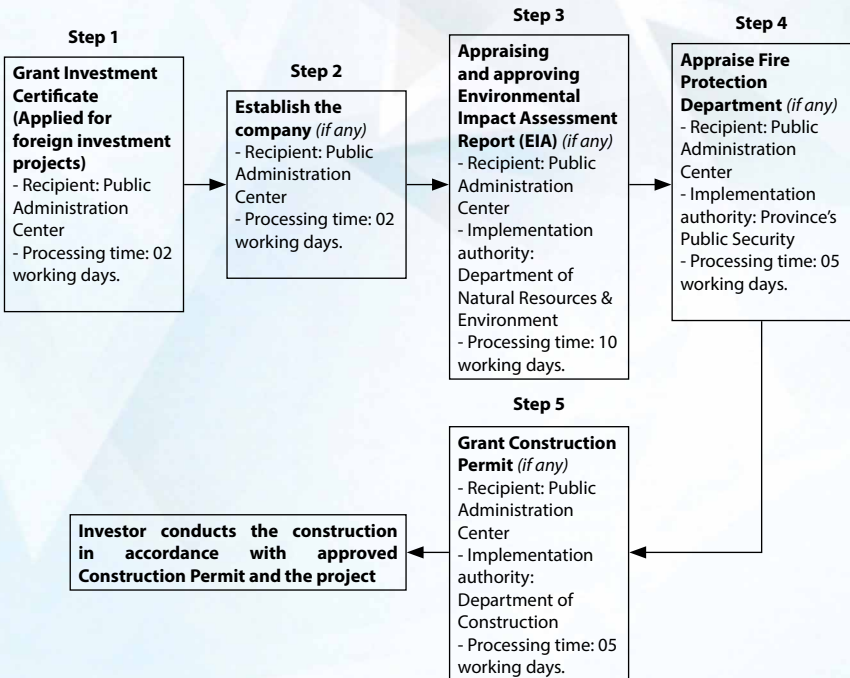 Step 1
Grant Investment
Certificate
(Applied for
foreign investment
projects)
- Recipient: Public
Administration
Center
- Processing time: 02
working days.
Step 2
Establish the
company (if any)
- Recipient: Public
Administration
Center
- Processing time: 02
working days.
Step 3
Appraising
and approving
Environmental
Impact Assessment
Report (EIA) (if any)
- Recipient: Public
Administration
Center
- Implementation
authority:
Department of
Natural Resources &
Environment
- Processing time: 10
working days.
Step 4
Appraise Fire
Protection
Department (if any)
- Recipient: Public
Administration
Center
- Implementation
authority: Province's
Public Security
- Processing time: 05
working days.
Step 5
Grant Construction
Permit (if any)
- Recipient: Public
Administration
Center
- Implementation
authority:
Department of
Construction
- Processing time: 05
working days.
Investor conducts the construction
in accordance with approved
Construction Permit and the project